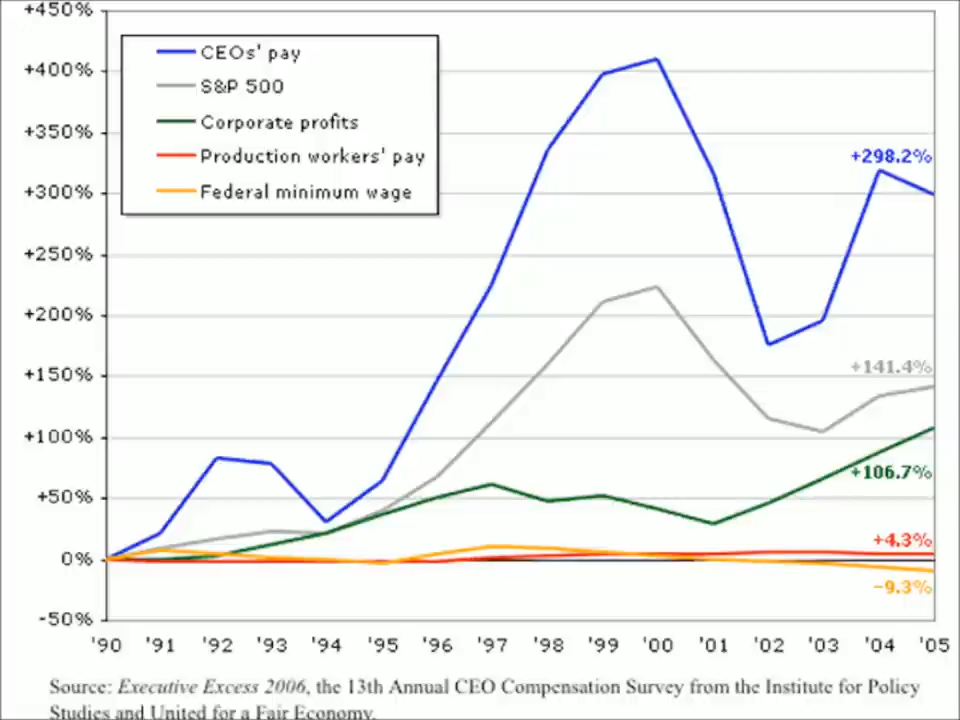 +450%
+400%
+350%
+300%
+250%
+200%
+150%
+100%
+50%
0%
-50%
CEOs' pay
S&P 500
Corporate profits
Production workers' pay
Federal minimum wage
+298.2%
+141.4%
+106.7%
+4.3%
-9.3%
'90 '91 '92 '93 '94 '95 '96 '97 '98 '99 '00 '01 '02 '03 '04 '05
Source: Executive Excess 2006, the 13th Annual CEO Compensation Survey from the Institute for Policy
Studies and United for a Fair Economy.